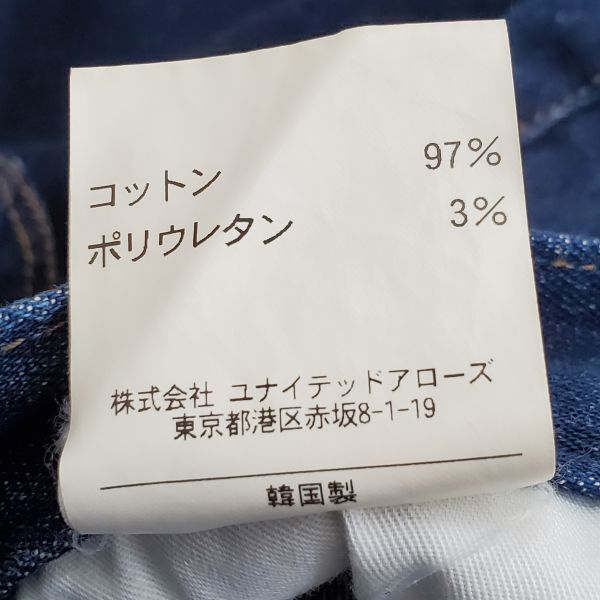 コットン 97%
ポリウレタン 3%
株式会社 ユナイテッドアローズ
東京都港区赤坂8-1-19
韓国製